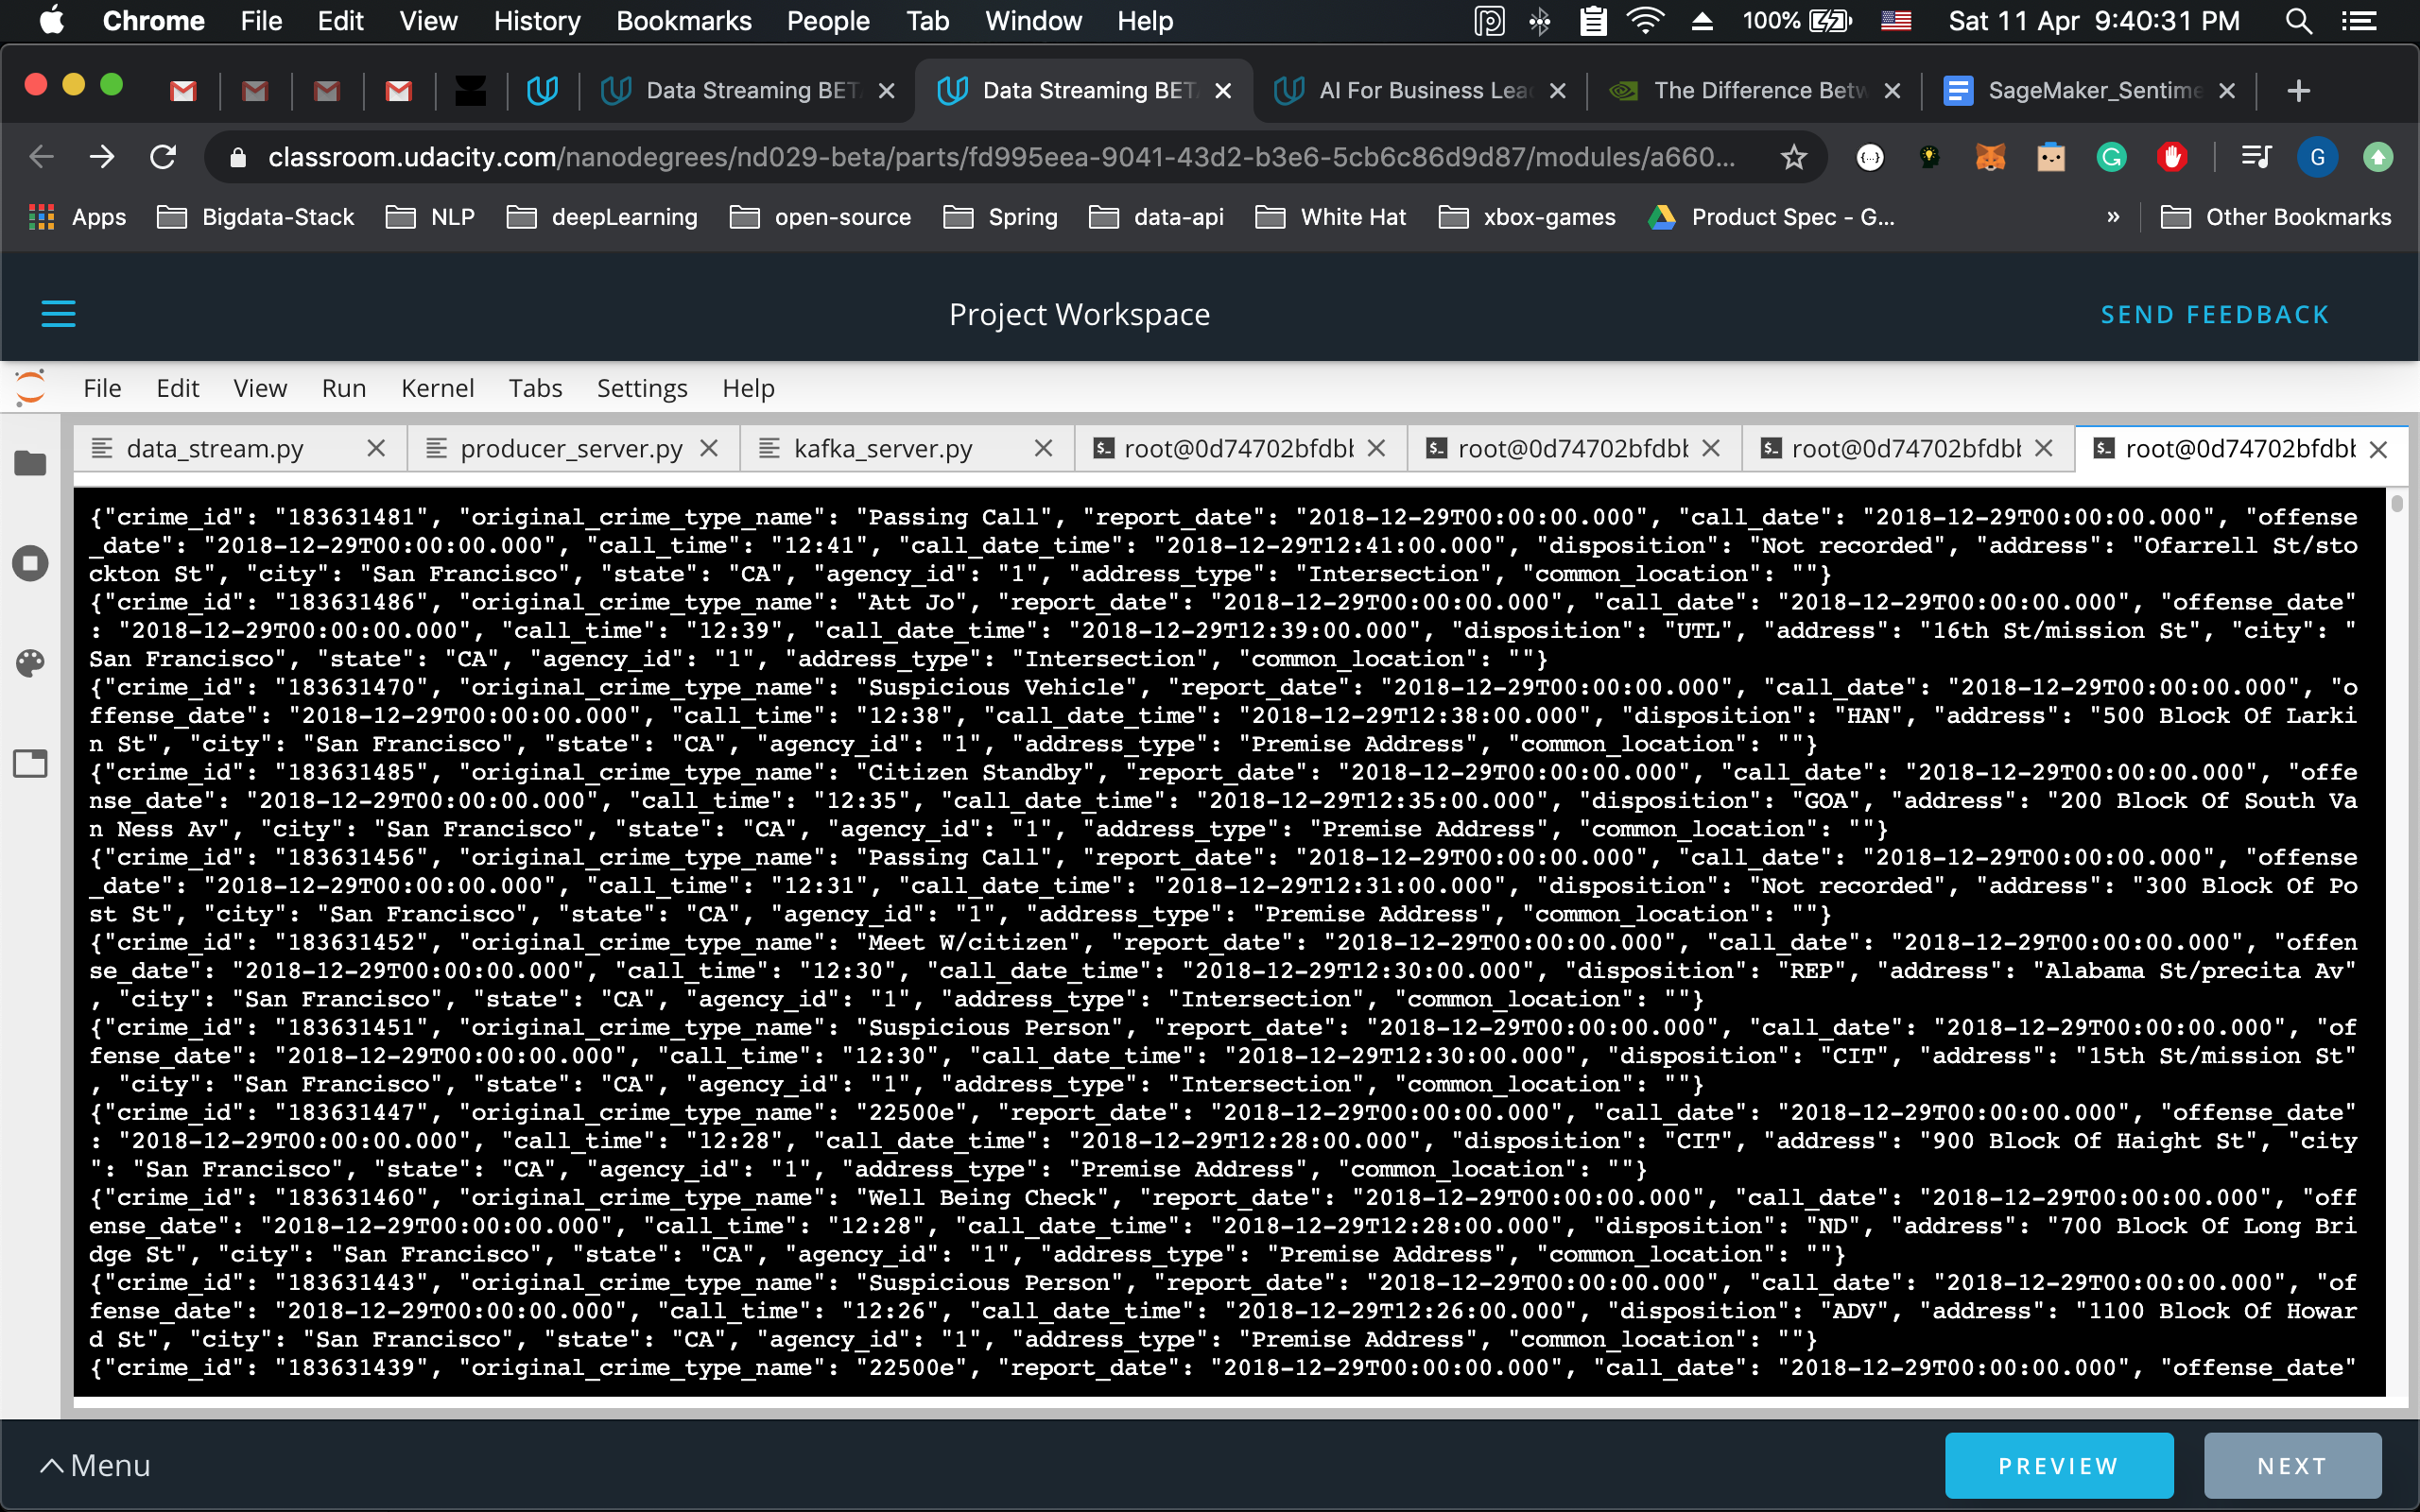 Chrome File Edit View History Bookmarks People Tab Window Help 100% Sat 11 Apr 9:40:31 PM
Data Streaming BET Data Streaming BET AI For Business Lea The Difference Betw SageMaker_Sentime
classroom.udacity.com/nanodegrees/nd029-beta/parts/fd995eea-9041-43d2-b3e6-5cb6c86d9d87/modules/a660... G
Apps Bigdata-Stack NLP deepLearning open-source Spring data-api White Hat xbox-games Product Spec - G... » Other Bookmarks
Project Workspace SEND FEEDBACK
File Edit View Run Kernel Tabs Settings Help
data_stream.py producer_server.py kafka_server.py root@0d74702bfdbb root@0d74702bfdbb root@0d74702bfdbb root@0d74702bfdbb
{"crime_id": "183631481", "original_crime_type_name": "Passing Call", "report_date": "2018-12-29T00:00:00.000", "call_date": "2018-12-29T00:00:00.000", "offense
_date": "2018-12-29T00:00:00.000", "call_time": "12:41", "call_date_time": "2018-12-29T12:41:00.000", "disposition": "Not recorded", "address": "Ofarrell St/sto
ckton St", "city": "San Francisco", "state": "CA", "agency_id": "1", "address_type": "Intersection", "common_location": ""}
{"crime_id": "183631486", "original_crime_type_name": "Att Jo", "report_date": "2018-12-29T00:00:00.000", "call_date": "2018-12-29T00:00:00.000", "offense_date"
: "2018-12-29T00:00:00.000", "call_time": "12:39", "call_date_time": "2018-12-29T12:39:00.000", "disposition": "UTL", "address": "16th St/mission St", "city": "
San Francisco", "state": "CA", "agency_id": "1", "address_type": "Intersection", "common_location": ""}
{"crime_id": "183631470", "original_crime_type_name": "Suspicious Vehicle", "report_date": "2018-12-29T00:00:00.000", "call_date": "2018-12-29T00:00:00.000", "o
ffense_date": "2018-12-29T00:00:00.000", "call_time": "12:38", "call_date_time": "2018-12-29T12:38:00.000", "disposition": "HAN", "address": "500 Block Of Larki
n St", "city": "San Francisco", "state": "CA", "agency_id": "1", "address_type": "Premise Address", "common_location": ""}
{"crime_id": "183631485", "original_crime_type_name": "Citizen Standby", "report_date": "2018-12-29T00:00:00.000", "call_date": "2018-12-29T00:00:00.000", "offe
nse_date": "2018-12-29T00:00:00.000", "call_time": "12:35", "call_date_time": "2018-12-29T12:35:00.000", "disposition": "GOA", "address": "200 Block Of South Va
n Ness Av", "city": "San Francisco", "state": "CA", "agency_id": "1", "address_type": "Premise Address", "common_location": ""}
{"crime_id": "183631456", "original_crime_type_name": "Passing Call", "report_date": "2018-12-29T00:00:00.000", "call_date": "2018-12-29T00:00:00.000", "offense
_date": "2018-12-29T00:00:00.000", "call_time": "12:31", "call_date_time": "2018-12-29T12:31:00.000", "disposition": "Not recorded", "address": "300 Block Of Po
st St", "city": "San Francisco", "state": "CA", "agency_id": "1", "address_type": "Premise Address", "common_location": ""}
{"crime_id": "183631452", "original_crime_type_name": "Meet W/citizen", "report_date": "2018-12-29T00:00:00.000", "call_date": "2018-12-29T00:00:00.000", "offen
se_date": "2018-12-29T00:00:00.000", "call_time": "12:30", "call_date_time": "2018-12-29T12:30:00.000", "disposition": "REP", "address": "Alabama St/precita Av"
, "city": "San Francisco", "state": "CA", "agency_id": "1", "address_type": "Intersection", "common_location": ""}
{"crime_id": "183631451", "original_crime_type_name": "Suspicious Person", "report_date": "2018-12-29T00:00:00.000", "call_date": "2018-12-29T00:00:00.000", "of
fense_date": "2018-12-29T00:00:00.000", "call_time": "12:30", "call_date_time": "2018-12-29T12:30:00.000", "disposition": "CIT", "address": "15th St/mission St"
, "city": "San Francisco", "state": "CA", "agency_id": "1", "address_type": "Intersection", "common_location": ""}
{"crime_id": "183631447", "original_crime_type_name": "22500e", "report_date": "2018-12-29T00:00:00.000", "call_date": "2018-12-29T00:00:00.000", "offense_date"
: "2018-12-29T00:00:00.000", "call_time": "12:28", "call_date_time": "2018-12-29T12:28:00.000", "disposition": "CIT", "address": "900 Block Of Haight St", "city
": "San Francisco", "state": "CA", "agency_id": "1", "address_type": "Premise Address", "common_location": ""}
{"crime_id": "183631460", "original_crime_type_name": "Well Being Check", "report_date": "2018-12-29T00:00:00.000", "call_date": "2018-12-29T00:00:00.000", "off
ense_date": "2018-12-29T00:00:00.000", "call_time": "12:28", "call_date_time": "2018-12-29T12:28:00.000", "disposition": "ND", "address": "700 Block Of Long Bri
dge St", "city": "San Francisco", "state": "CA", "agency_id": "1", "address_type": "Premise Address", "common_location": ""}
{"crime_id": "183631443", "original_crime_type_name": "Suspicious Person", "report_date": "2018-12-29T00:00:00.000", "call_date": "2018-12-29T00:00:00.000", "of
fense_date": "2018-12-29T00:00:00.000", "call_time": "12:26", "call_date_time": "2018-12-29T12:26:00.000", "disposition": "ADV", "address": "1100 Block Of Howar
d St", "city": "San Francisco", "state": "CA", "agency_id": "1", "address_type": "Premise Address", "common_location": ""}
{"crime_id": "183631439", "original_crime_type_name": "22500e", "report_date": "2018-12-29T00:00:00.000", "call_date": "2018-12-29T00:00:00.000", "offense_date"
Menu PREVIEW NEXT